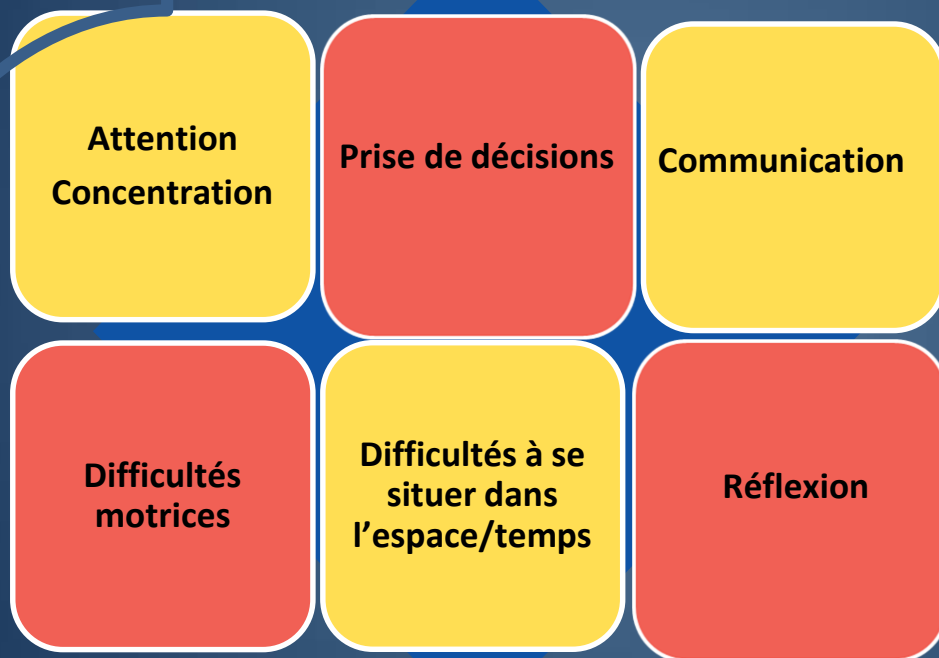 Attention
Concentration
Prise de décisions
Communication
Difficultés
motrices
Difficultés à se
situer dans
l’espace/temps
Réflexion